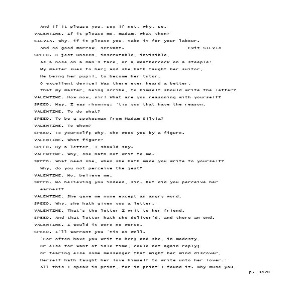 and if it please you, so; if not, why, so.
VALENTINE. If it please me, madam, what then?
SILVIA. Why, if it please you, take it for your labour.
And so good morrow, servant. Exit SILVIA
SPEED. O jest unseen, inscrutable, invisible,
As a nose on a man's face, or a weathercock on a steeple!
My master sues to her; and she hath taught her suitor,
He being her pupil, to become her tutor.
O excellent device! Was there ever heard a better,
That my master, being scribe, to himself should write the letter?
VALENTINE. How now, sir! What are you reasoning with yourself?
SPEED. Nay, I was rhyming: 'tis you that have the reason.
VALENTINE. To do what?
SPEED. To be a spokesman from Madam Silvia?
VALENTINE. To whom?
SPEED. To yourself; why, she woos you by a figure.
VALENTINE. What figure?
SPEED. By a letter, I should say.
VALENTINE. Why, she hath not writ to me.
SPEED. What need she, when she hath made you write to yourself?
Why, do you not perceive the jest?
VALENTINE. No, believe me.
SPEED. No believing you indeed, sir. But did you perceive her
earnest?
VALENTINE. She gave me none except an angry word.
SPEED. Why, she hath given you a letter.
VALENTINE. That's the letter I writ to her friend.
SPEED. And that letter hath she deliver'd, and there an end.
VALENTINE. I would it were no worse.
SPEED. I'll warrant you 'tis as well.
'For often have you writ to her; and she, in modesty,
Or else for want of idle time, could not again reply;
Or fearing else some messenger that might her mind discover,
Herself hath taught her love himself to write unto her lover.'
All this I speak in print, for in print I found it. Why muse you,